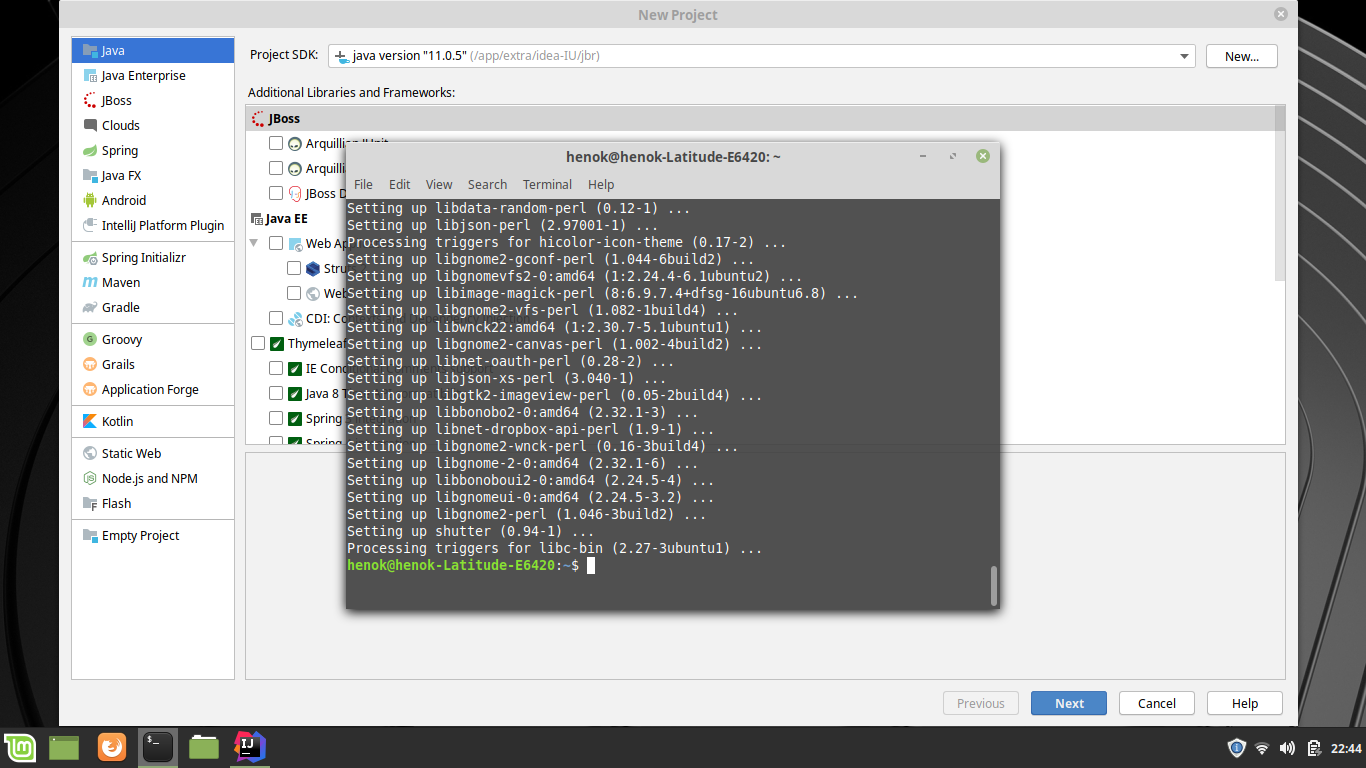 New Project
Java
Java Enterprise
JBoss
Clouds
Spring
Java FX
Android
IntelliJ Platform Plugin
Spring Initializr
Maven
Gradle
Groovy
Grails
Application Forge
Kotlin
Static Web
Node.js and NPM
Flash
Empty Project
Project SDK: java version "11.0.5" (/app/extra/idea-IU/jbr) New...
Additional Libraries and Frameworks:
JBoss
Arquillian JUnit
Arquilli
JBoss D
Java EE
Web Ap
Stru
Web
CDI: Co
Thymeleaf
IE Con
Java 8 T
Spring
Spring
henok@henok-Latitude-E6420: ~
File Edit View Search Terminal Help
Setting up libdata-random-perl (0.12-1) ...
Setting up libjson-perl (2.97001-1) ...
Processing triggers for hicolor-icon-theme (0.17-2) ...
Setting up libgnome2-gconf-perl (1.044-6build2) ...
Setting up libgnomevfs2-0:amd64 (1:2.24.4-6.1ubuntu2) ...
Setting up libimage-magick-perl (8:6.9.7.4+dfsg-16ubuntu6.8) ...
Setting up libgnome2-vfs-perl (1.082-1build4) ...
Setting up libwnck22:amd64 (1:2.30.7-5.1ubuntu1) ...
Setting up libgnome2-canvas-perl (1.002-4build2) ...
Setting up libnet-oauth-perl (0.28-2) ...
Setting up libjson-xs-perl (3.040-1) ...
Setting up libgtk2-imageview-perl (0.05-2build4) ...
Setting up libbonobo2-0:amd64 (2.32.1-3) ...
Setting up libnet-dropbox-api-perl (1.9-1) ...
Setting up libgnome2-wnck-perl (0.16-3build4) ...
Setting up libgnome-2-0:amd64 (2.32.1-6) ...
Setting up libbonoboui2-0:amd64 (2.24.5-4) ...
Setting up libgnomeui-0:amd64 (2.24.5-3.2) ...
Setting up libgnome2-perl (1.046-3build2) ...
Setting up shutter (0.94-1) ...
Processing triggers for libc-bin (2.27-3ubuntu1) ...
henok@henok-Latitude-E6420:~$
Previous Next Cancel Help
22:44